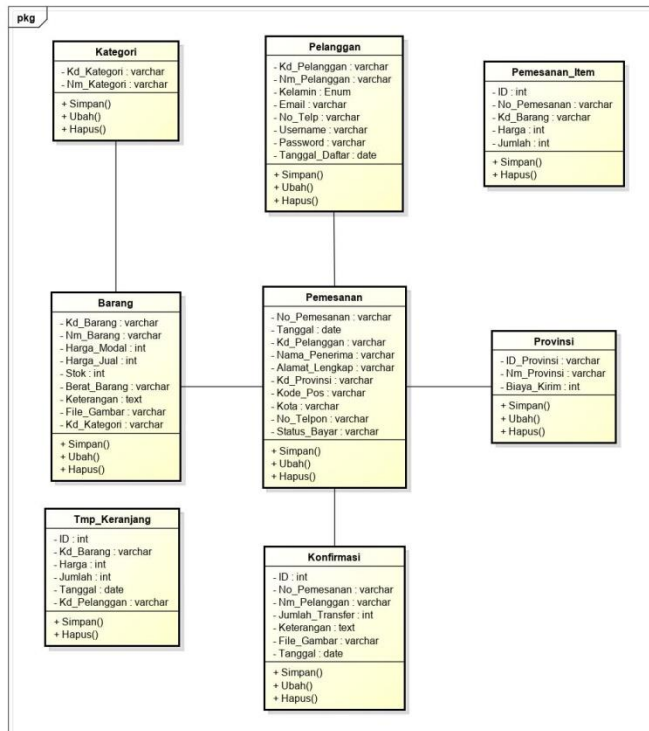 pkg
Kategori
- Kd_Kategori : varchar
- Nm_Kategori : varchar
+ Simpan()
+ Ubah()
+ Hapus()
Pelanggan
- Kd_Pelanggan : varchar
- Nm_Pelanggan : varchar
- Kelamin : Enum
- Email : varchar
- No_Telp : varchar
- Username : varchar
- Password : varchar
- Tanggal_Daftar : date
+ Simpan()
+ Ubah()
+ Hapus()
Pemesanan_Item
- ID : int
- No_Pemesanan : varchar
- Kd_Barang : varchar
- Harga : int
- Jumlah : int
+ Simpan()
+ Hapus()
Barang
- Kd_Barang : varchar
- Nm_Barang : varchar
- Harga_Modal : int
- Harga_Jual : int
- Stok : int
- Berat_Barang : varchar
- Keterangan : text
- File_Gambar : varchar
- Kd_Kategori : varchar
+ Simpan()
+ Ubah()
+ Hapus()
Pemesanan
- No_Pemesanan : varchar
- Tanggal : date
- Kd_Pelanggan : varchar
- Nama_Penerima : varchar
- Alamat_Lengkap : varchar
- Kd_Provinsi : varchar
- Kode_Pos : varchar
- Kota : varchar
- No_Telpon : varchar
- Status_Bayar : varchar
+ Simpan()
+ Ubah()
+ Hapus()
Provinsi
- ID_Provinsi : varchar
- Nm_Provinsi : varchar
- Biaya_Kirim : int
+ Simpan()
+ Ubah()
+ Hapus()
Tmp_Keranjang
- ID : int
- Kd_Barang : varchar
- Harga : int
- Jumlah : int
- Tanggal : date
- Kd_Pelanggan : varchar
+ Simpan()
+ Hapus()
Konfirmasi
- ID : int
- No_Pemesanan : varchar
- Nm_Pelanggan : varchar
- Jumlah_Transfer : int
- Keterangan : text
- File_Gambar : varchar
- Tanggal : date
+ Simpan()
+ Ubah()
+ Hapus()